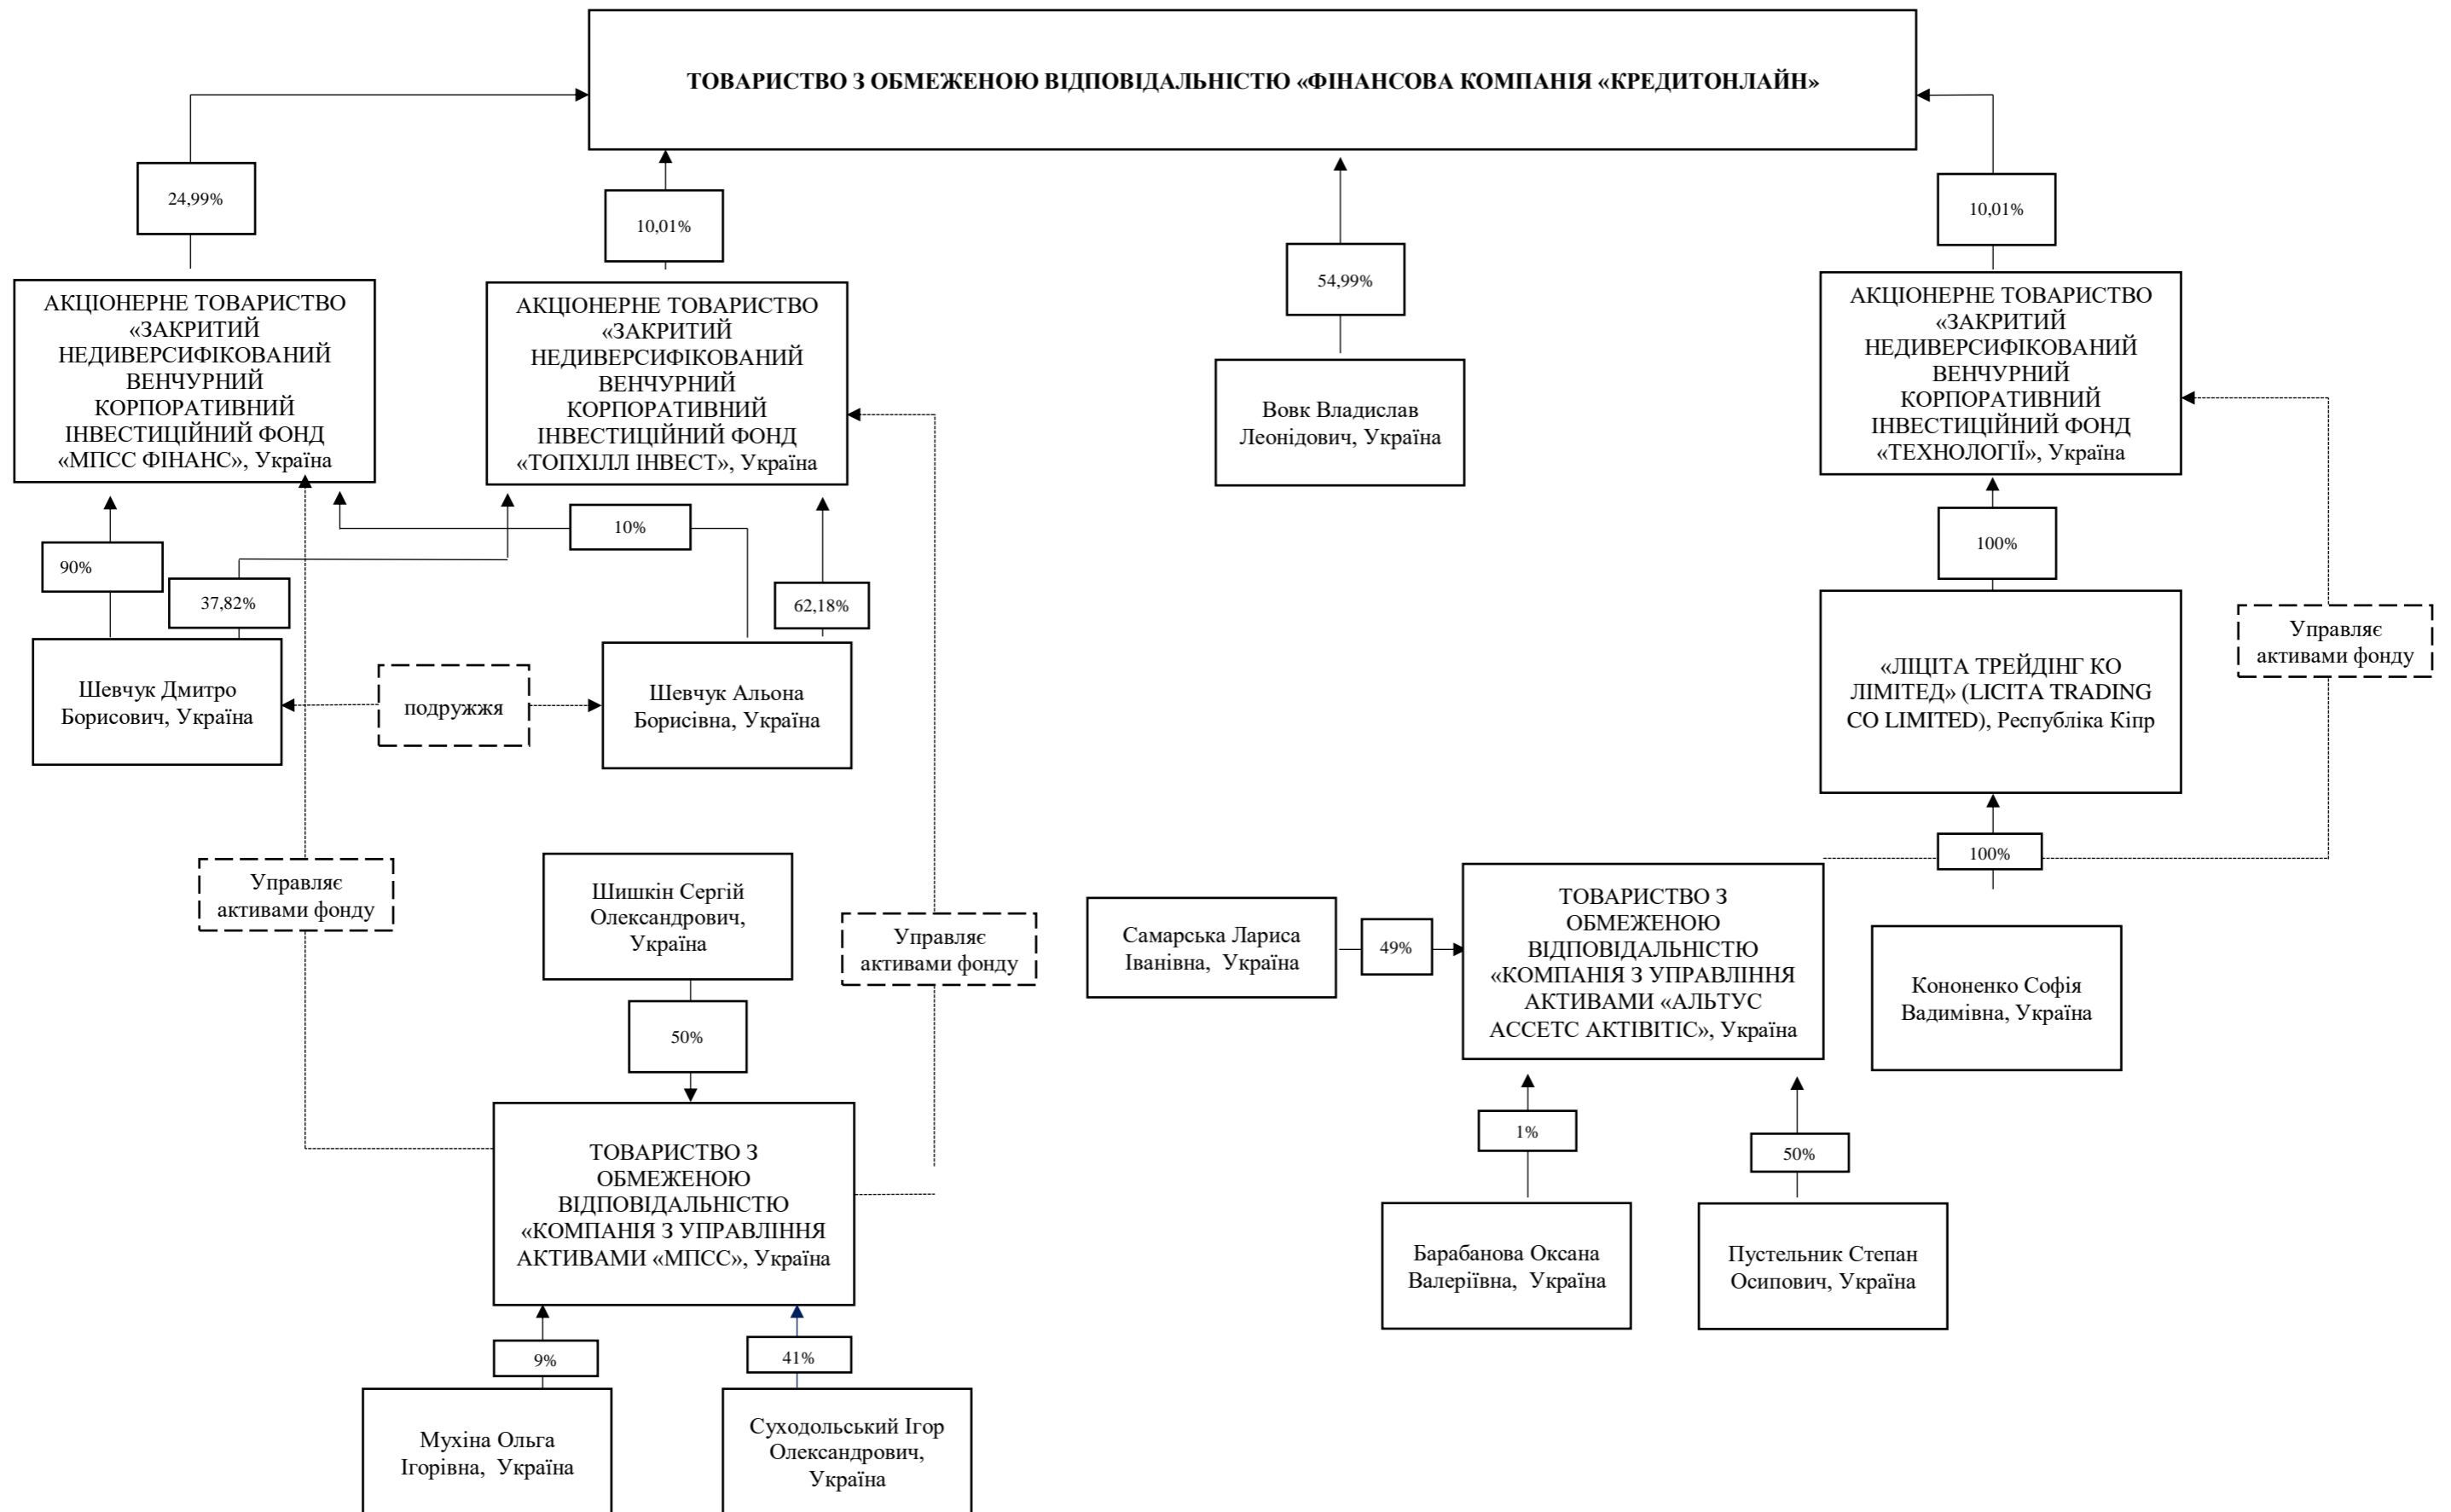 ТОВАРИСТВО З ОБМЕЖЕНОЮ ВІДПОВІДАЛЬНІСТЮ «ФІНАНСОВА КОМПАНІЯ «КРЕДИТОНЛАЙН»
24,99%
10,01%
54,99%
10,01%
АКЦІОНЕРНЕ ТОВАРИСТВО
«ЗАКРИТИЙ
НЕДИВЕРСИФІКОВАНИЙ
ВЕНЧУРНИЙ
КОРПОРАТИВНИЙ
ІНВЕСТИЦІЙНИЙ ФОНД
«МПСС ФІНАНС», Україна
АКЦІОНЕРНЕ ТОВАРИСТВО
«ЗАКРИТИЙ
НЕДИВЕРСИФІКОВАНИЙ
ВЕНЧУРНИЙ
КОРПОРАТИВНИЙ
ІНВЕСТИЦІЙНИЙ ФОНД
«ТОПХІЛЛ ІНВЕСТ», Україна
Вовк Владислав
Леонідович, Україна
АКЦІОНЕРНЕ ТОВАРИСТВО
«ЗАКРИТИЙ
НЕДИВЕРСИФІКОВАНИЙ
ВЕНЧУРНИЙ
КОРПОРАТИВНИЙ
ІНВЕСТИЦІЙНИЙ ФОНД
«ТЕХНОЛОГІЇ», Україна
10%
90%
37,82%
62,18%
100%
Шевчук Дмитро
Борисович, Україна
подружжя
Шевчук Альона
Борисівна, Україна
«ЛІЦІТА ТРЕЙДІНГ КО
ЛІМІТЕД» (LICITA TRADING
CO LIMITED), Республіка Кіпр
Управляє
активами фонду
100%
Управляє
активами фонду
Шишкін Сергій
Олександрович,
Україна
Управляє
активами фонду
Самарська Лариса
Іванівна, Україна
49%
ТОВАРИСТВО З
ОБМЕЖЕНОЮ
ВІДПОВІДАЛЬНІСТЮ
«КОМПАНІЯ З УПРАВЛІННЯ
АКТИВАМИ «АЛЬТУС
АССЕТС АКТІВІТІС», Україна
Кононенко Софія
Вадимівна, Україна
50%
1%
50%
ТОВАРИСТВО З
ОБМЕЖЕНОЮ
ВІДПОВІДАЛЬНІСТЮ
«КОМПАНІЯ З УПРАВЛІННЯ
АКТИВАМИ «МПСС», Україна
Барабанова Оксана
Валеріївна, Україна
Пустельник Степан
Осипович, Україна
9%
41%
Мухіна Ольга
Ігорівна, Україна
Суходольський Ігор
Олександрович,
Україна